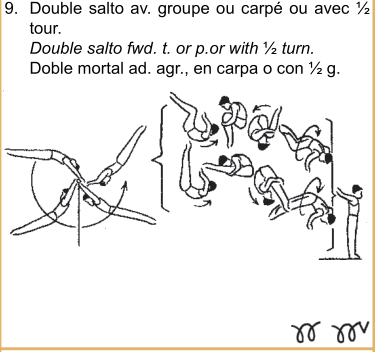 9. Double salto av. groupe ou carpé ou avec ½
tour.
Double salto fwd. t. or p.or with ½ turn.
Doble mortal ad. agr., en carpa o con ½ g.